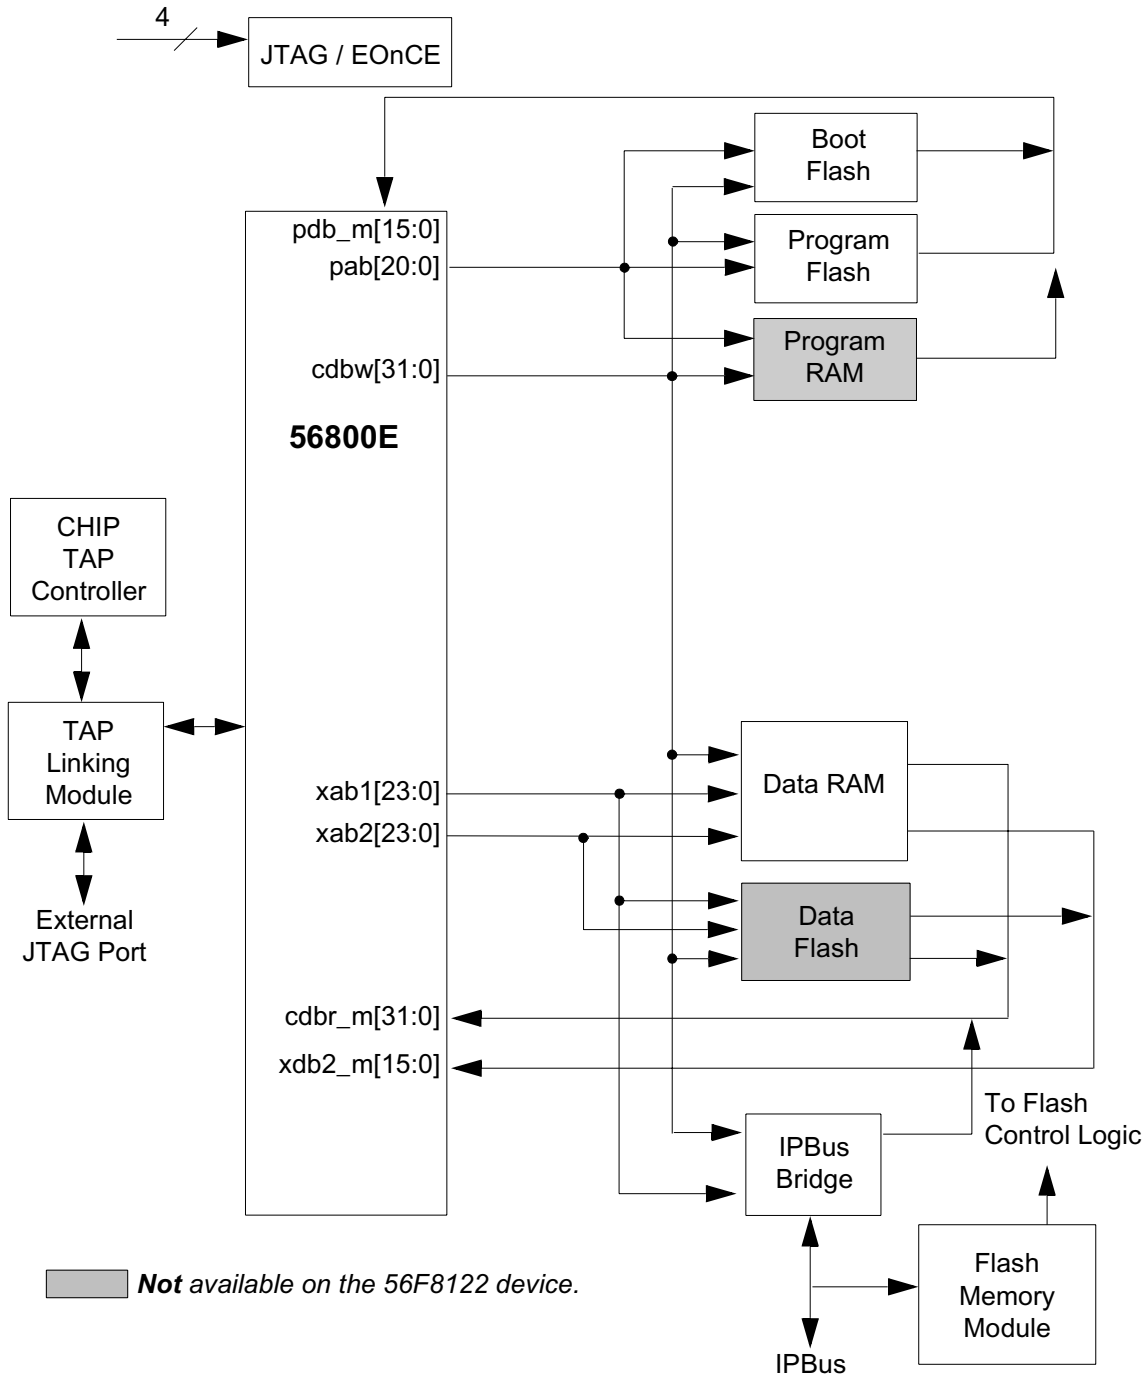 4
JTAG / EOnCE
Boot
Flash
pdb_m[15:0]
pab[20:0]
Program
Flash
cdbw[31:0]
Program
RAM
56800E
CHIP
TAP
Controller
TAP
Linking
Module
External
JTAG Port
xab1[23:0]
xab2[23:0]
Data RAM
Data
Flash
cdbr_m[31:0]
xdb2_m[15:0]
To Flash
Control Logic
IPBus
Bridge
Flash
Memory
Module
IPBus
Not available on the 56F8122 device.